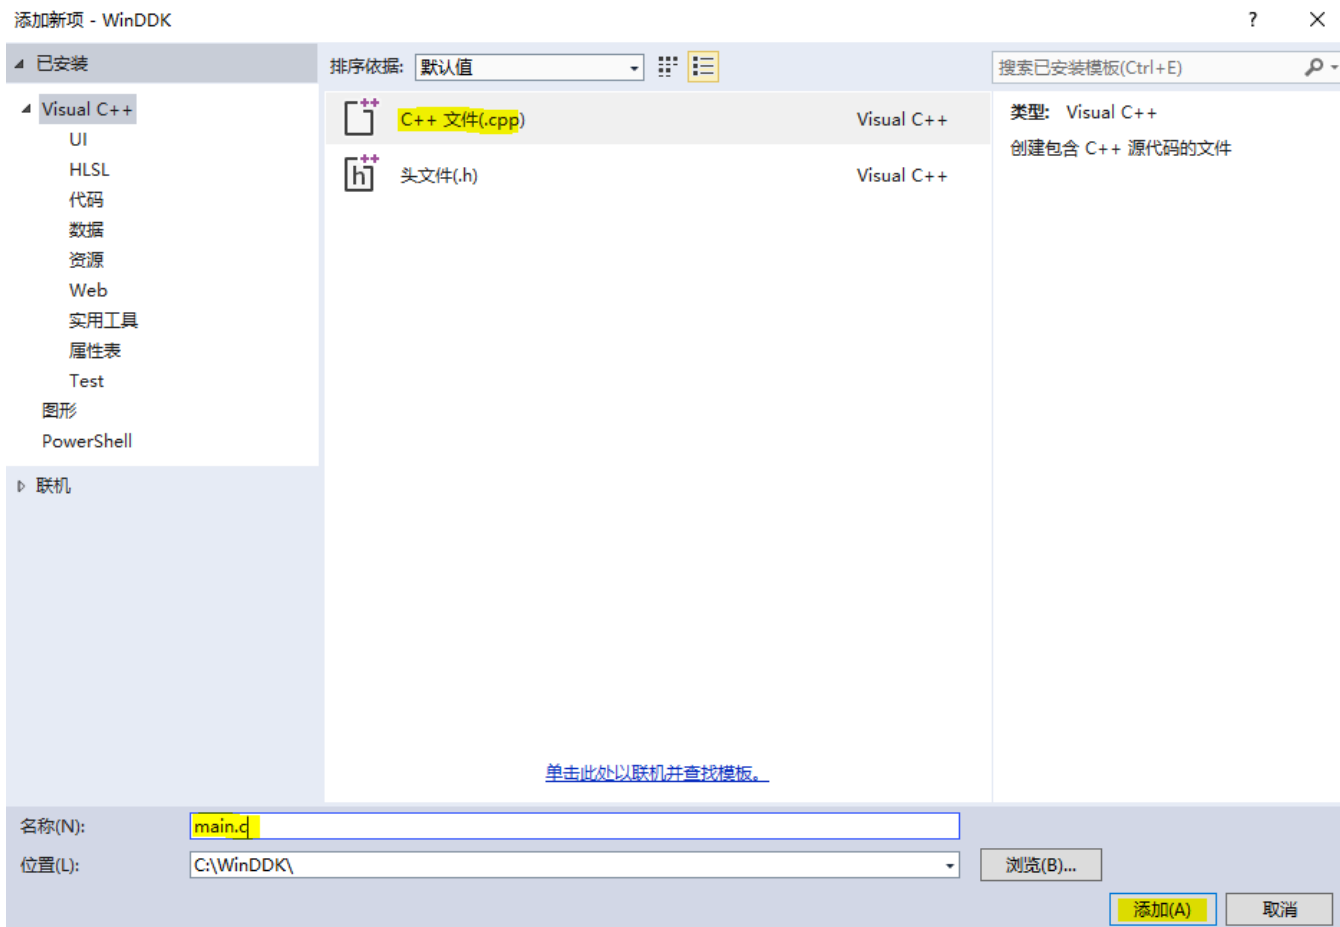 添加新项 - WinDDK
?
已安装
排序依据: 默认值
搜索已安装模板(Ctrl+E)
Visual C++
UI
HLSL
代码
数据
资源
Web
实用工具
属性表
Test
图形
PowerShell
联机
C++ 文件(.cpp) Visual C++
头文件(.h) Visual C++
类型: Visual C++
创建包含 C++ 源代码的文件
单击此处以联机并查找模板。
名称(N): main.c
位置(L): C:\WinDDK\
浏览(B)...
添加(A) 取消